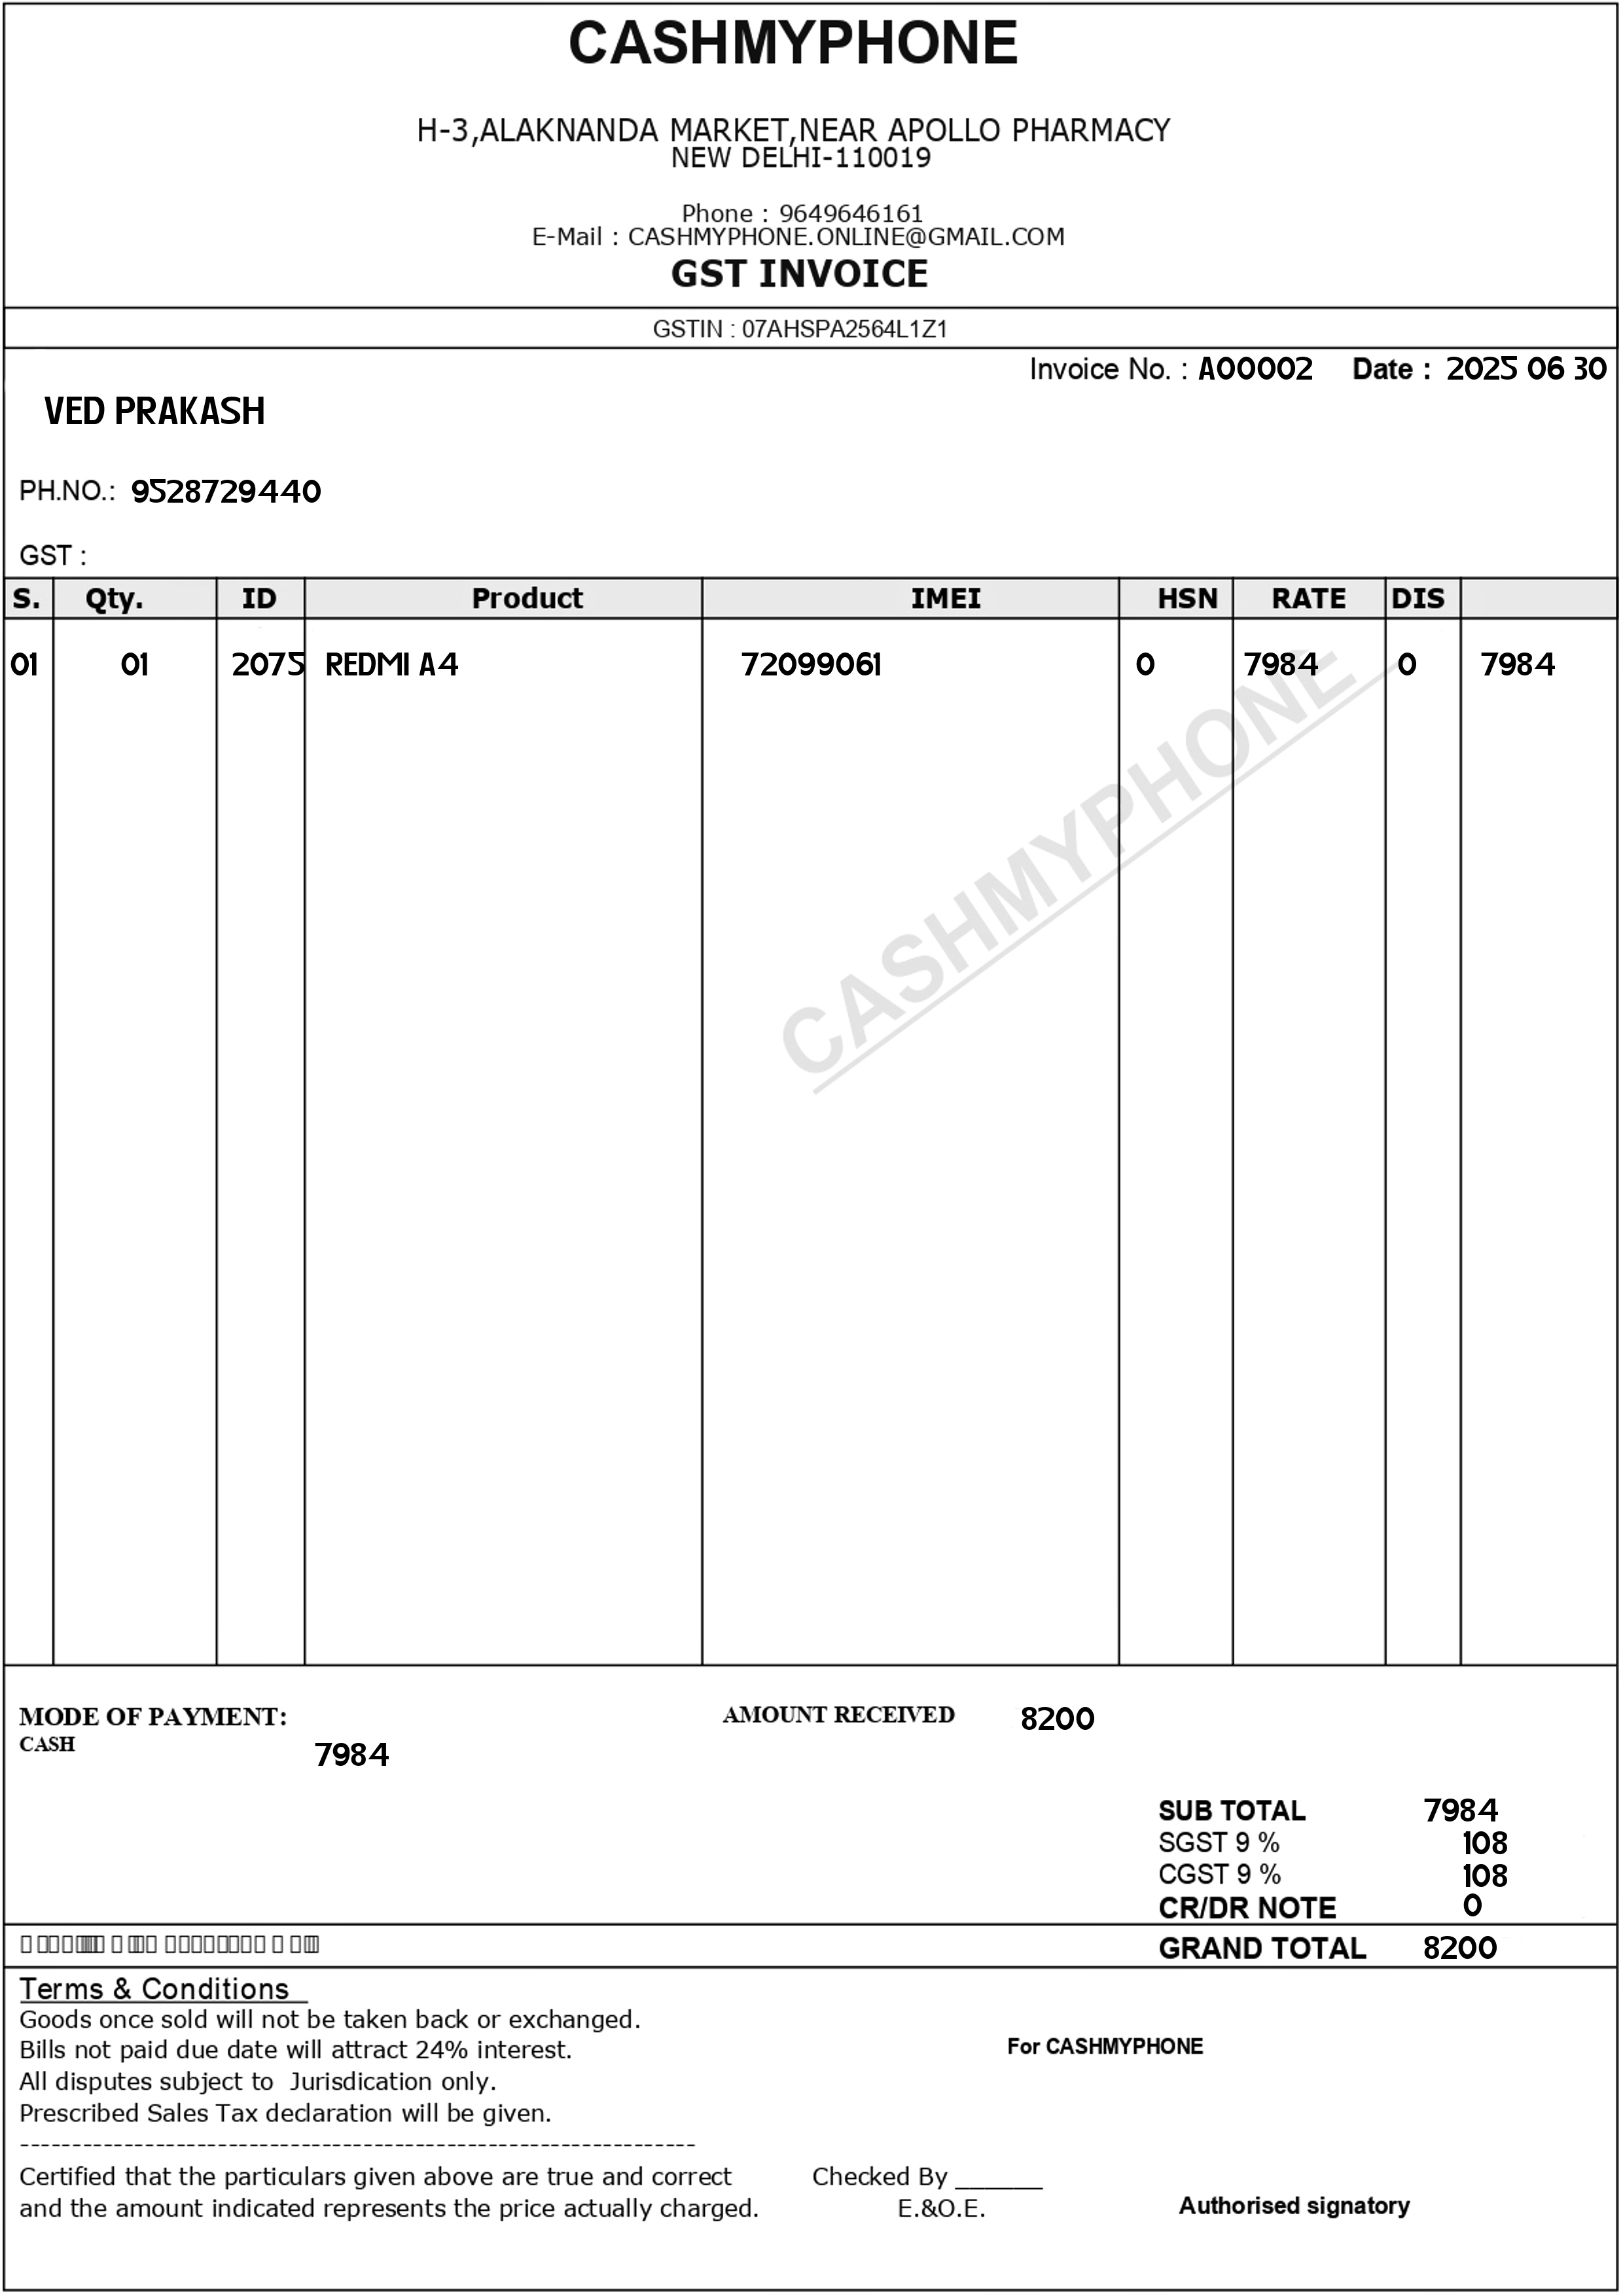 CASHMYPHONE
H-3,ALAKNANDA MARKET,NEAR APOLLO PHARMACY
NEW DELHI-110019
Phone : 9649646161
E-Mail : CASHMYPHONE.ONLINE@GMAIL.COM
GST INVOICE
GSTIN : 07AHSPA2564L1Z1
Invoice No. : A00002 Date : 2025 06 30
VED PRAKASH
PH.NO.: 9528729440
GST :
S. Qty. ID Product IMEI HSN RATE DIS
01 01 2075 REDMI A4 72099061 0 7984 0 7984
CASHMYPHONE
MODE OF PAYMENT: AMOUNT RECEIVED 8200
CASH 7984
SUB TOTAL 7984
SGST 9 % 108
CGST 9 % 108
CR/DR NOTE 0
GRAND TOTAL 8200
Terms & Conditions
Goods once sold will not be taken back or exchanged.
Bills not paid due date will attract 24% interest.
For CASHMYPHONE
All disputes subject to Jurisdication only.
Prescribed Sales Tax declaration will be given.
-----------------------------------------------------------------
Certified that the particulars given above are true and correct Checked By ______
and the amount indicated represents the price actually charged. E.&O.E. Authorised signatory